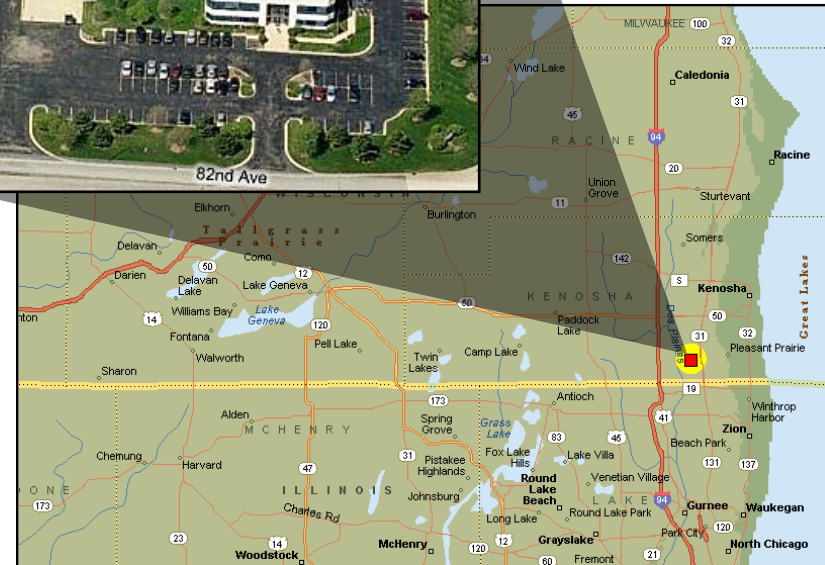 82nd Ave
MILWAUKEE
100
32
Wind Lake
Caledonia
45
31
RACINE
94
Racine
20
Union
Grove
Sturtevant
11
Elkhorn
Burlington
Tallgrass
Prairie
Somers
Delavan
Como
142
50
12
S
Darien
Delavan
Lake
Lake Geneva
Kenosha
KENOSHA
50
Great Lakes
14
Williams Bay
Lake
Geneva
50
120
Paddock
Lake
32
31
Fontana
Pell Lake
Camp Lake
Pleasant Prairie
Walworth
Twin
Lakes
Sharon
19
173
Antioch
Winthrop
Harbor
Alden
41
Spring
Grove
Grass
Lake
MCHENRY
Zion
83
45
Beach Park
Chemung
31
Fox Lake
Hills
Lake Villa
Harvard
Pistakee
Highlands
131
137
47
Venetian Village
Round
Lake
Beach
ILLINOIS
Johnsburg
LAKE
94
173
Gurnee
Waukegan
Charles Rd
Long Lake
Round Lake Park
120
Park City
23
14
McHenry
120
12
Grayslake
North Chicago
Woodstock
21
60
Fremont